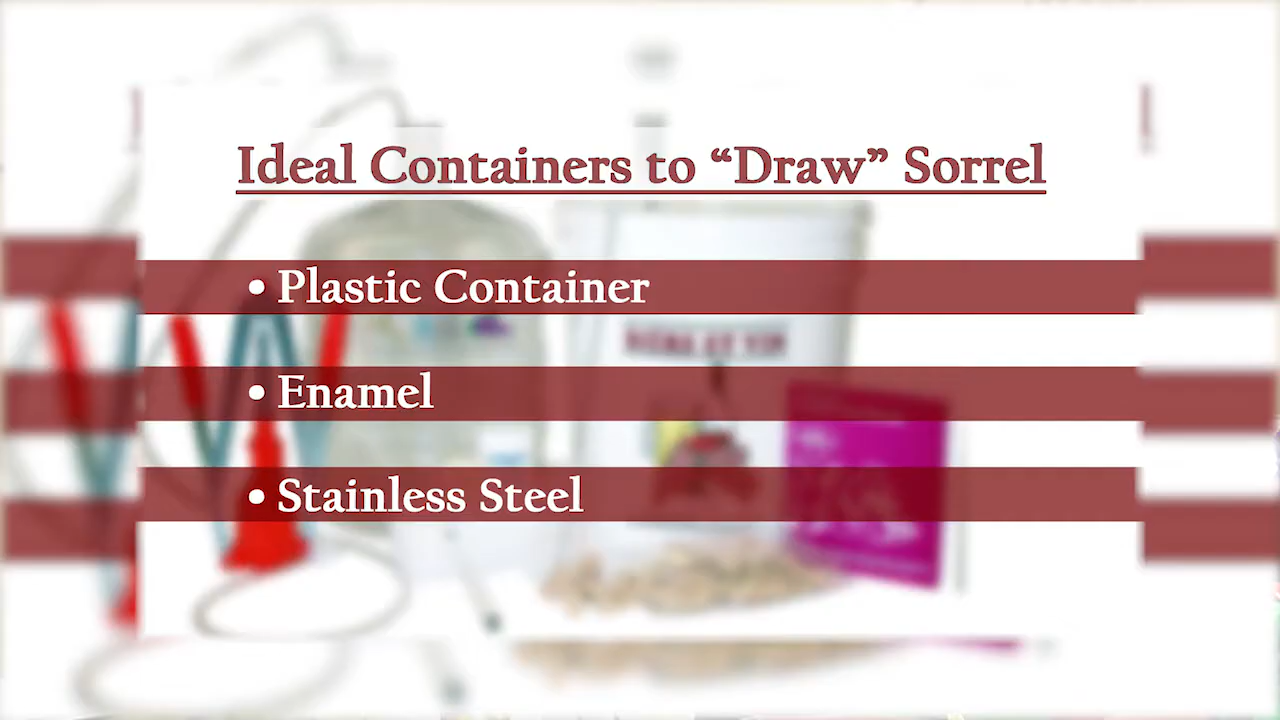 Ideal Containers to “Draw” Sorrel
• Plastic Container
• Enamel
• Stainless Steel